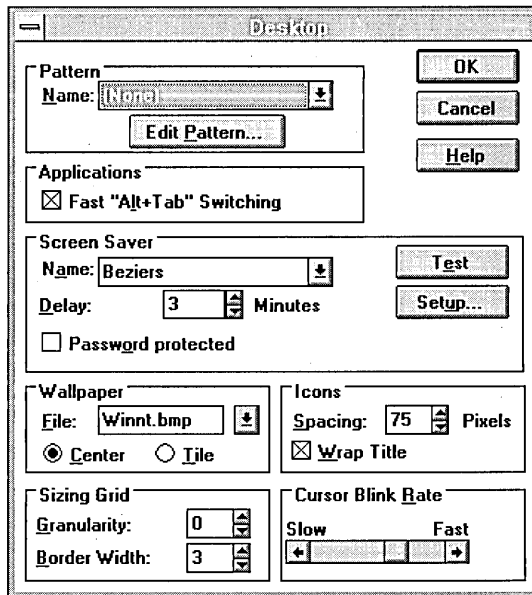 Desktop
Pattern
Name: (None)
Edit Pattern...
OK
Cancel
Help
Applications
Fast "Alt+Tab" Switching
Screen Saver
Name: Beziers
Delay: 3 Minutes
Password protected
Test
Setup...
Wallpaper
File: Winnt.bmp
Center Tile
Icons
Spacing: 75 Pixels
Wrap Title
Sizing Grid
Granularity: 0
Border Width: 3
Cursor Blink Rate
Slow Fast